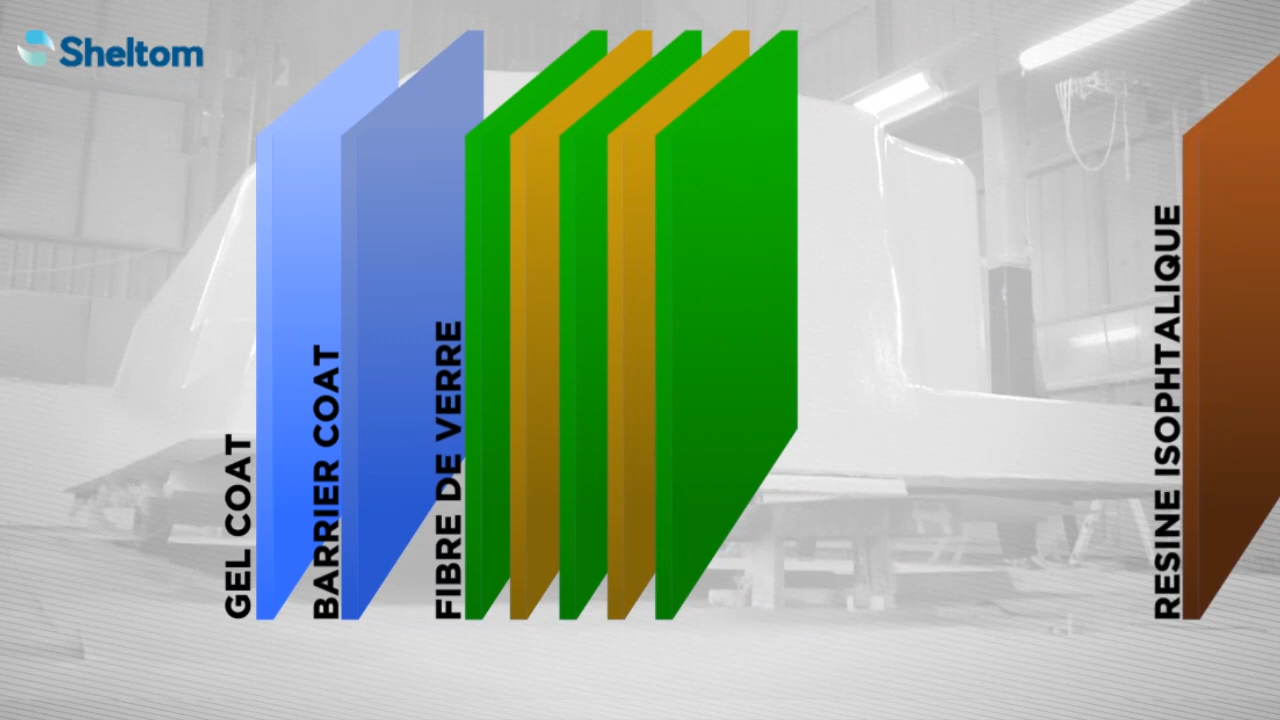 Sheltom
GEL COAT
BARRIER COAT
FIBRE DE VERRE
RESINE ISOPHTALIQUE